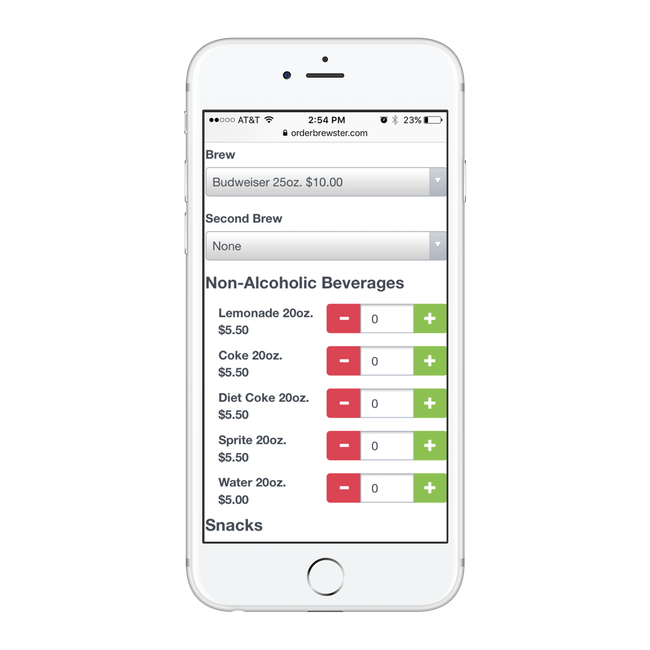 AT&T 2:54 PM 23%
orderbrewster.com
Brew
Budweiser 25oz. $10.00
Second Brew
None
Non-Alcoholic Beverages
Lemonade 20oz.
$5.50
0
Coke 20oz.
$5.50
0
Diet Coke 20oz.
$5.50
0
Sprite 20oz.
$5.50
0
Water 20oz.
$5.00
0
Snacks